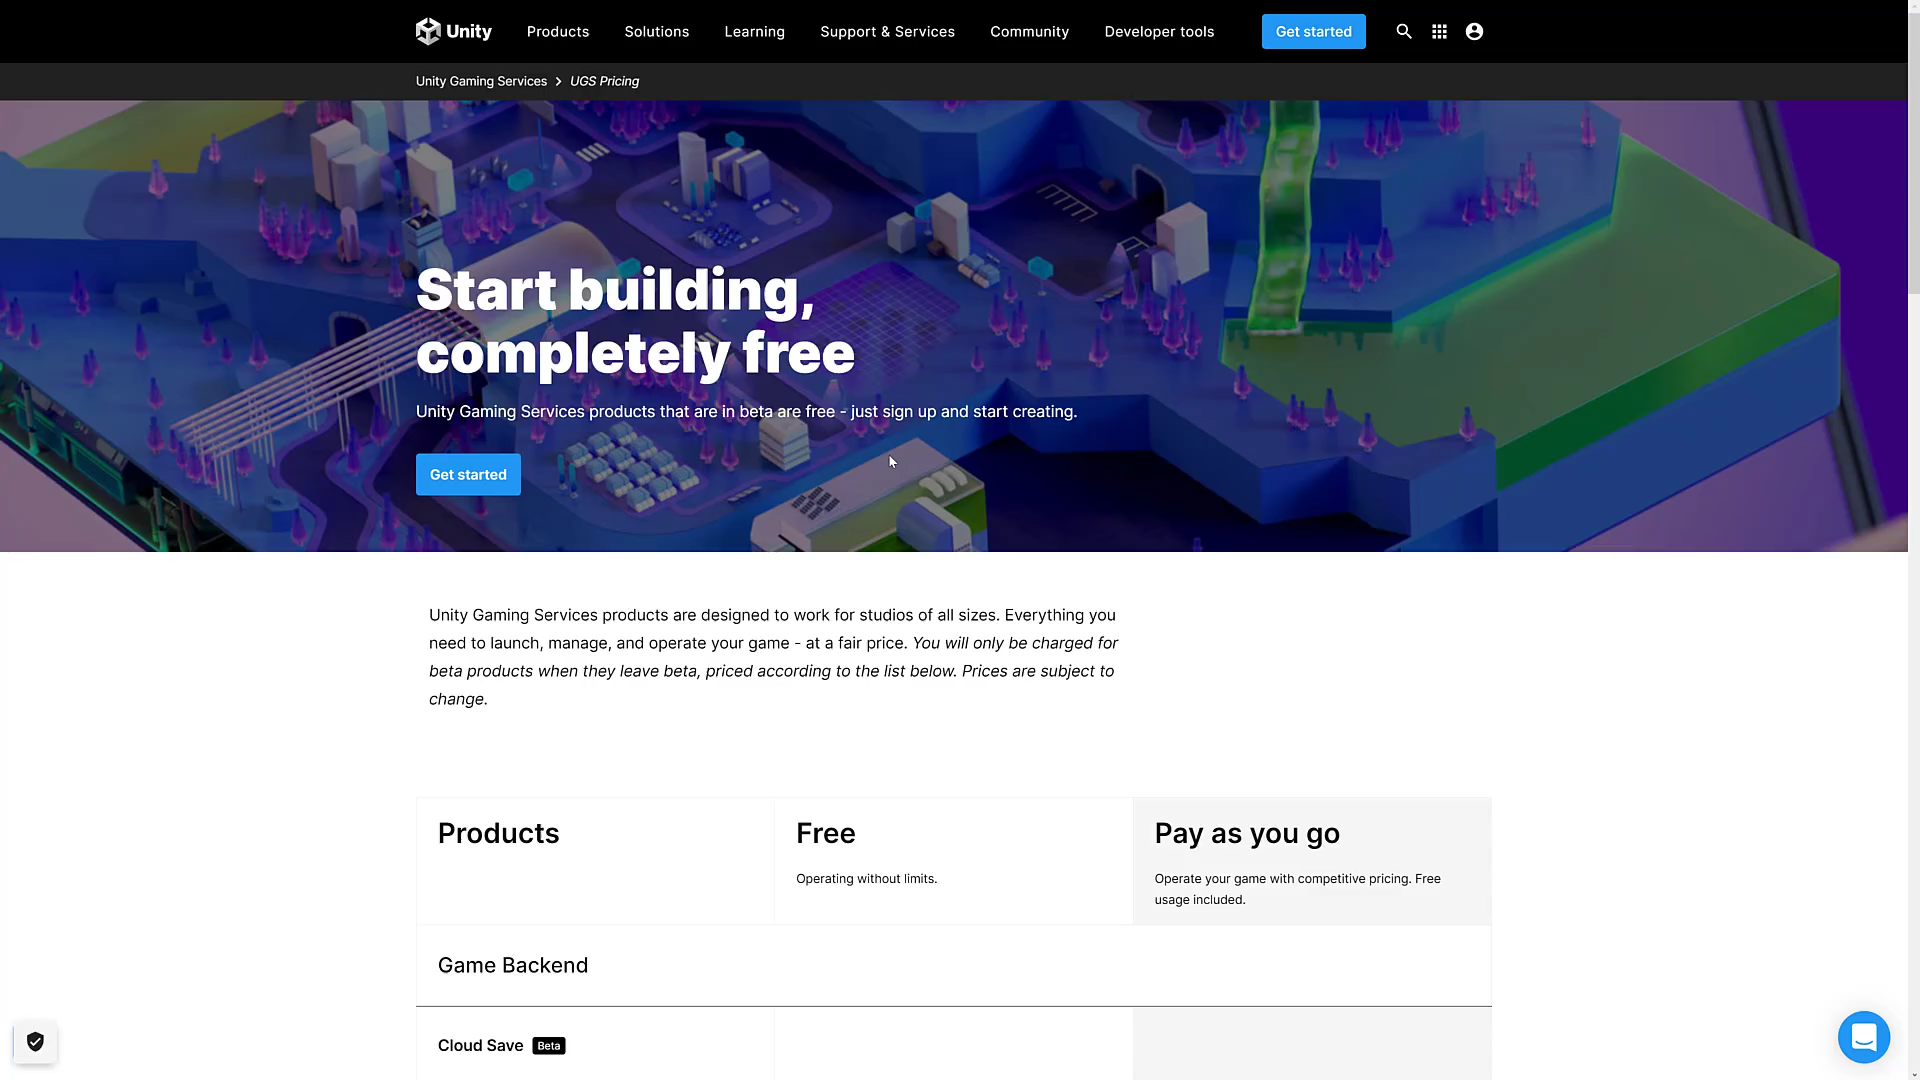 Unity
Products
Solutions
Learning
Support & Services
Community
Developer tools
Get started
Unity Gaming Services
UGS Pricing
Start building,
completely free
Unity Gaming Services products that are in beta are free - just sign up and start creating.
Get started
Unity Gaming Services products are designed to work for studios of all sizes. Everything you
need to launch, manage, and operate your game - at a fair price. You will only be charged for
beta products when they leave beta, priced according to the list below. Prices are subject to
change.
Products
Free
Pay as you go
Operating without limits.
Operate your game with competitive pricing. Free
usage included.
Game Backend
Cloud Save Beta